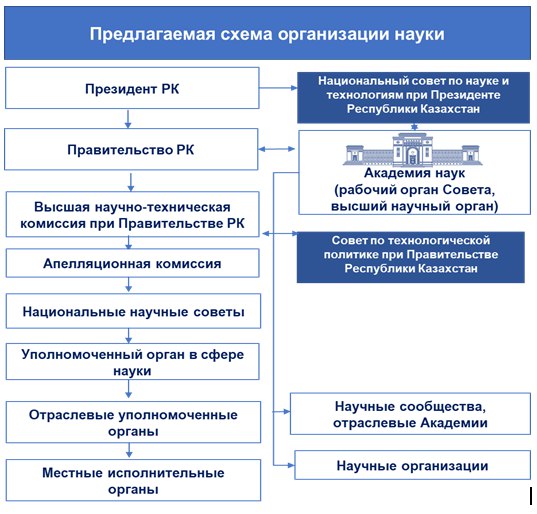 Предлагаемая схема организации науки
Президент РК
Национальный совет по науке и
технологиям при Президенте
Республики Казахстан
Правительство РК
Академия наук
(рабочий орган Совета,
высший научный орган)
Высшая научно-техническая
комиссия при Правительстве РК
Совет по технологической
политике при Правительстве
Республики Казахстан
Апелляционная комиссия
Национальные научные советы
Уполномоченный орган в сфере
науки
Отраслевые уполномоченные
органы
Научные сообщества,
отраслевые Академии
Местные исполнительные
органы
Научные организации